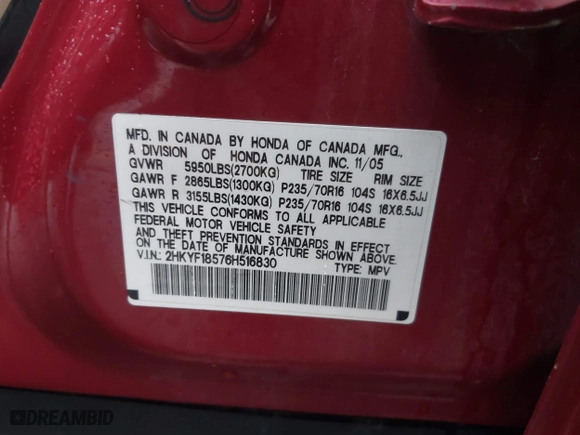 MFD. IN CANADA BY HONDA OF CANADA MFG.,
A DIVISION OF HONDA CANADA INC. 11/05
GVWR 5950LBS(2700KG) TIRE SIZE RIM SIZE
GAWR F 2865LBS(1300KG) P235/70R16 104S 16X6.5JJ
GAWR R 3155LBS(1430KG) P235/70R16 104S 16X6.5JJ
THIS VEHICLE CONFORMS TO ALL APPLICABLE
FEDERAL MOTOR VEHICLE SAFETY
AND THEFT PREVENTION STANDARDS IN EFFECT
ON THE DATE OF MANUFACTURE SHOWN ABOVE.
V.I.N.: 2HKYF18576H516830 TYPE: MPV
DREAMBID